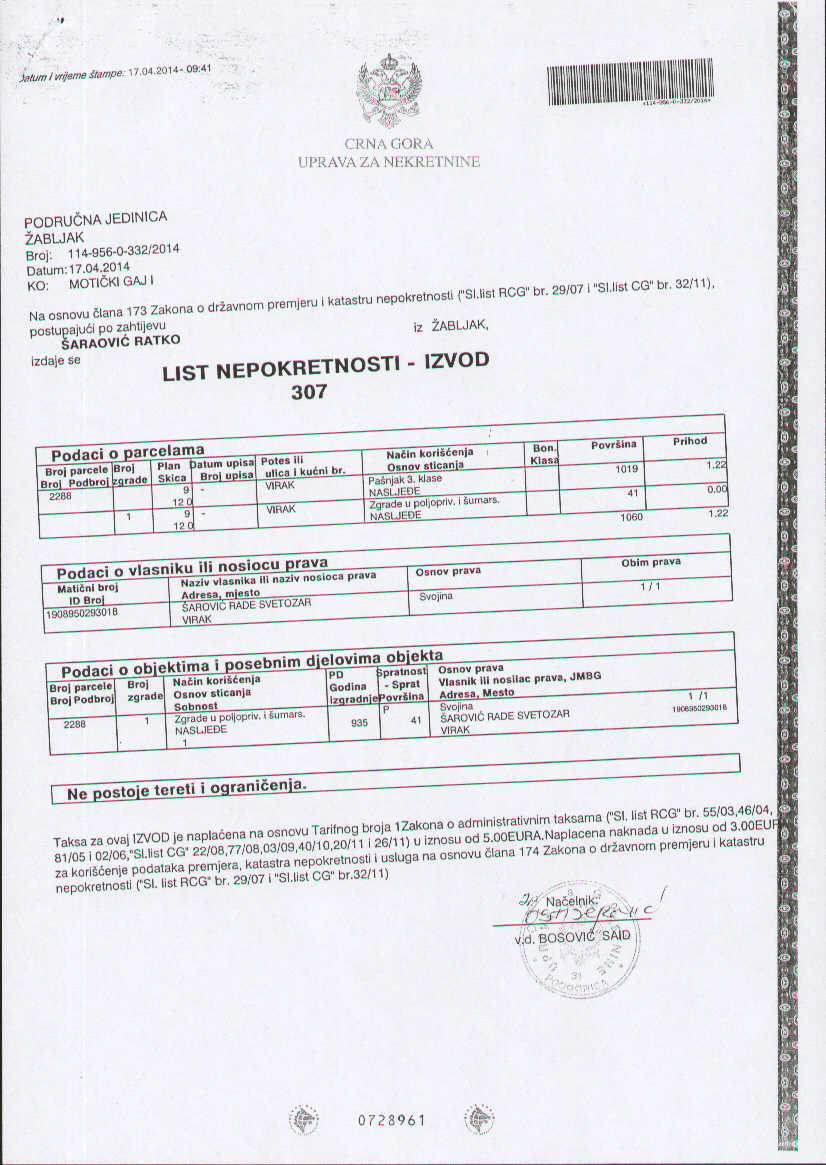 Datum i vrijeme štampe: 17.04.2014- 09:41
*114-956-0-332/2014*
CRNA GORA
UPRAVA ZA NEKRETNINE
PODRUČNA JEDINICA
ŽABLJAK
Broj: 114-956-0-332/2014
Datum:17.04.2014
KO: MOTIČKI GAJ I
Na osnovu člana 173 Zakona o državnom premjeru i katastru nepokretnosti ("Sl.list RCG" br. 29/07 i "Sl.list CG" br. 32/11),
postupajući po zahtijevu iz ŽABLJAK,
ŠARAOVIĆ RATKO
izdaje se
LIST NEPOKRETNOSTI - IZVOD
307
Podaci o parcelama
Broj parcele Broj Plan Datum upisa Potes ili Način korišćenja Bon. Površina Prihod
Broj Podbroj zgrade Skica Broj upisa ulica i kućni br. Osnov sticanja Klasa
2288 9 - VIRAK Pašnjak 3. klase 1019 1.22
12 0 NASLJEĐE
1 9 - VIRAK Zgrade u poljopriv. i šumars. 41 0.00
12 0 NASLJEĐE
1060 1.22
Podaci o vlasniku ili nosiocu prava
Matični broj Naziv vlasnika ili naziv nosioca prava Osnov prava Obim prava
ID Broj Adresa, mjesto
1908950293018 ŠAROVIĆ RADE SVETOZAR Svojina 1 / 1
VIRAK
Podaci o objektima i posebnim djelovima objekta
Broj parcele Broj Način korišćenja PD Spratnost Osnov prava
Broj Podbroj zgrade Osnov sticanja Godina - Sprat Vlasnik ili nosilac prava, JMBG
Sobnost izgradnje Površina Adresa, Mesto
2288 1 Zgrade u poljopriv. i šumars. P Svojina 1 /1
NASLJEĐE 935 41 ŠAROVIĆ RADE SVETOZAR 1908950293018
1 VIRAK
Ne postoje tereti i ograničenja.
Taksa za ovaj IZVOD je naplaćena na osnovu Tarifnog broja 1Zakona o administrativnim taksama ("Sl. list RCG" br. 55/03,46/04,
81/05 i 02/06,"Sl.list CG" 22/08,77/08,03/09,40/10,20/11 i 26/11) u iznosu od 5.00EURA.Naplacena naknada u iznosu od 3.00EUR
za korišćenje podataka premjera, katastra nepokretnosti i usluga na osnovu člana 174 Zakona o državnom premjeru i katastru
nepokretnosti ("Sl. list RCG" br. 29/07 i "Sl.list CG" br.32/11)
Načelnik:
v.d. BOSOVIĆ SAID
31
PODGORICA
0728961